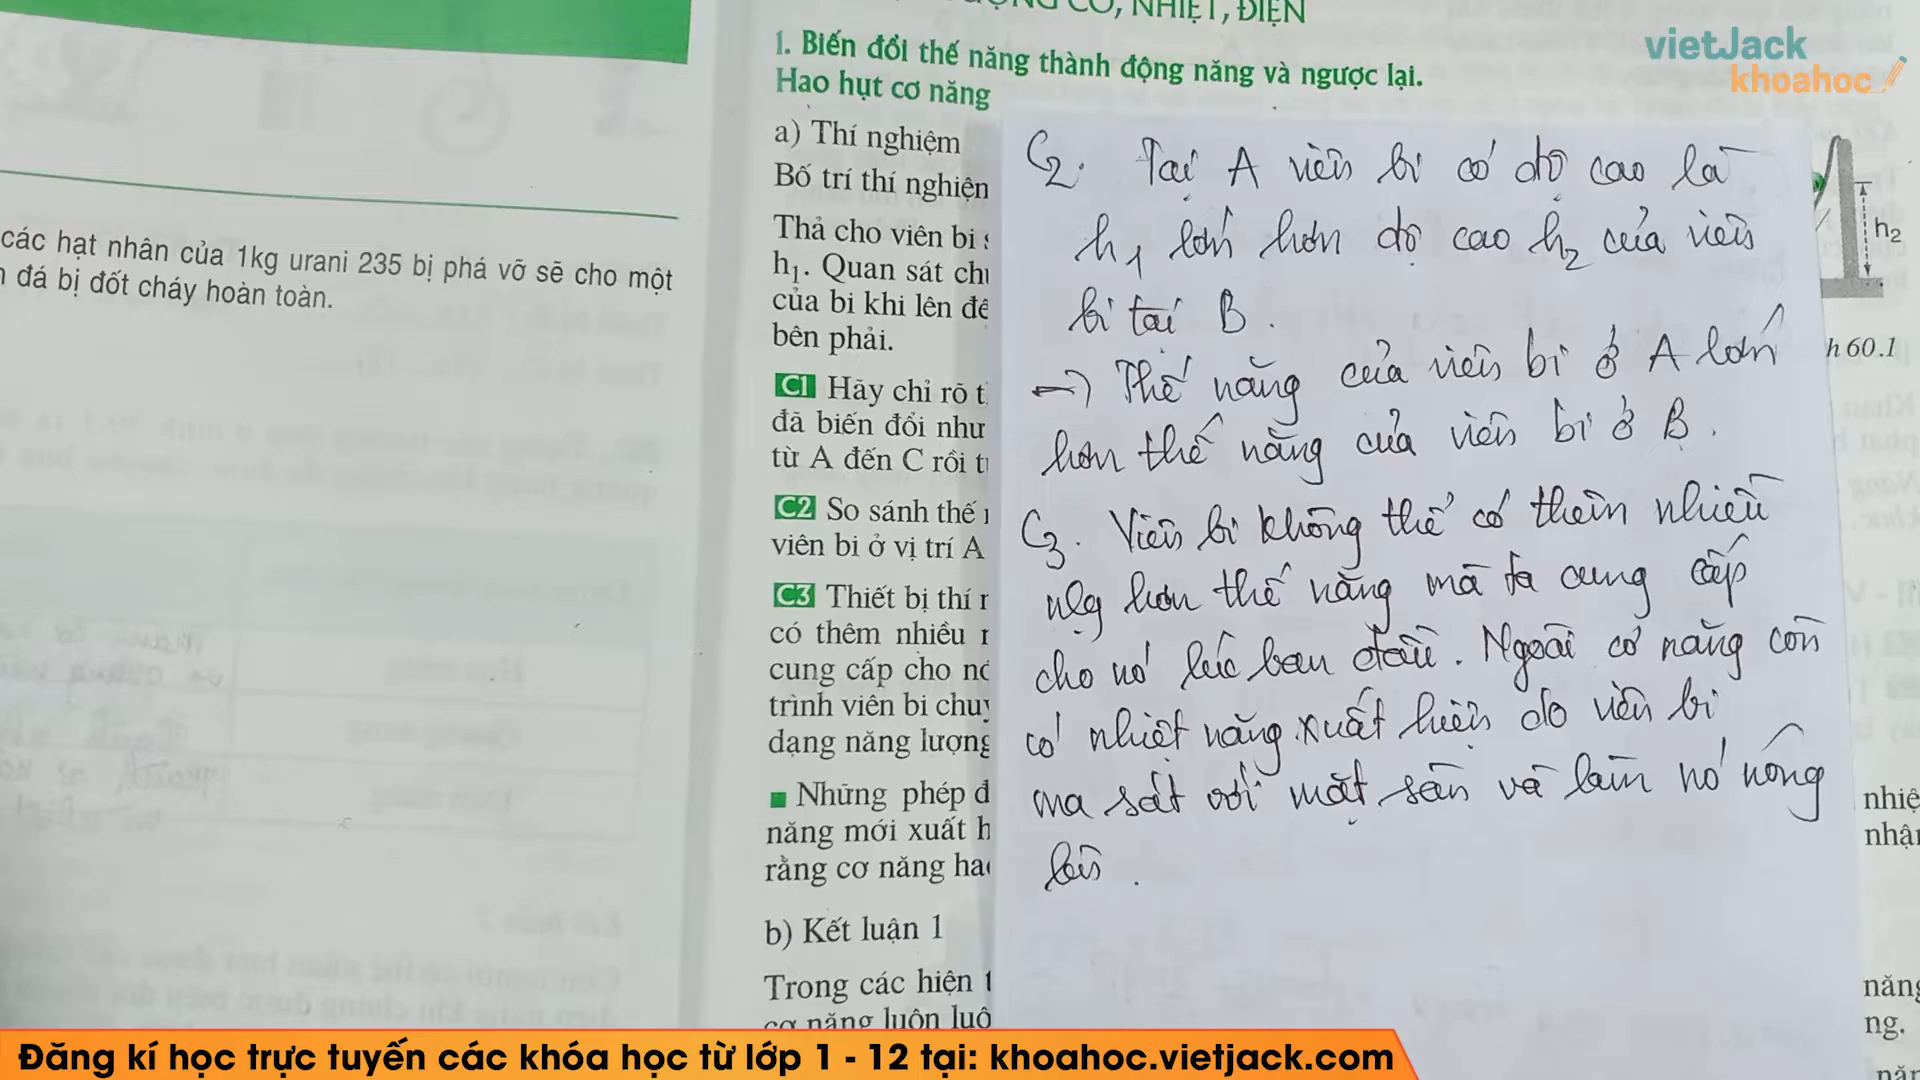 CƠ, NHIỆT, ĐIỆN
1. Biến đổi thế năng thành động năng và ngược lại.
Hao hụt cơ năng
a) Thí nghiệm
Bố trí thí nghiện
Thả cho viên bi
h₁. Quan sát
của bi khi lên
bên phải.
C1 Hãy chỉ rõ
đã biến đổi như
từ A đến C rồi
C2 So sánh thế
viên bi ở vị trí A
C3 Thiết bị thí
có thêm nhiều
cung cấp cho
trình viên bi
dạng năng lượng
Những phép
năng mới xuất
rằng cơ năng
b) Kết luận 1
Trong các hiện
cơ năng luôn
các hạt nhân của 1kg urani 235 bị phá vỡ sẽ cho một
đá bị đốt cháy hoàn toàn.
C2. Tại A viên bi có độ cao là
h₁ lớn hơn độ cao h₂ của viên
bi tại B.
→ Thế năng của viên bi ở A lớn
hơn thế năng của viên bi ở B.
C3. Viên bi không thể có thêm nhiều
nlg hơn thế năng mà ta cung cấp
cho nó lúc ban đầu. Ngoài cơ năng còn
có nhiệt năng xuất hiện do viên bi
ma sát với mặt sàn và làm nó nóng
lên.
h₂
h 60.1
nhiệ
năng
ng.
vietJack
khoahoc
Đăng kí học trực tuyến các khóa học từ lớp 1 - 12 tại: khoahoc.vietjack.com